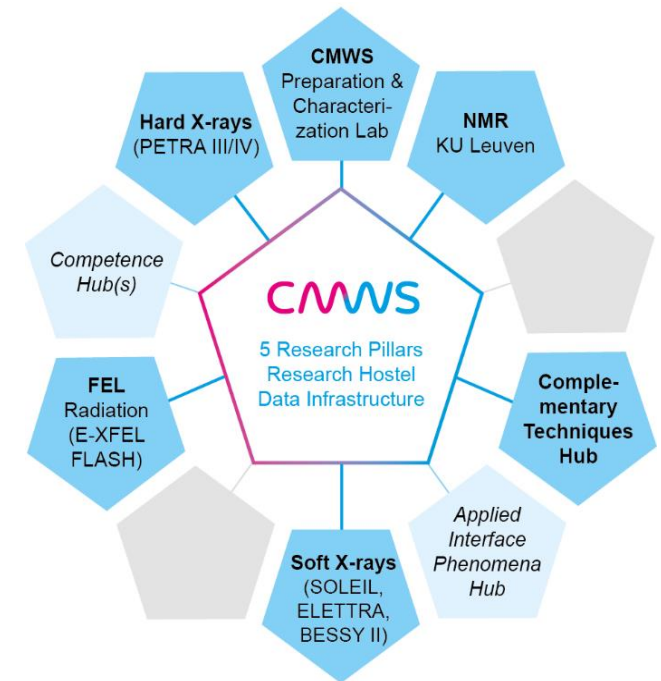 CMWS
Preparation &
Characteri-
zation Lab
Hard X-rays
(PETRA III/IV)
NMR
KU Leuven
Competence
Hub(s)
CMWS
5 Research Pillars
Research Hostel
Data Infrastructure
FEL
Radiation
(E-XFEL
FLASH)
Comple-
mentary
Techniques
Hub
Applied
Interface
Phenomena
Hub
Soft X-rays
(SOLEIL,
ELETTRA,
BESSY II)